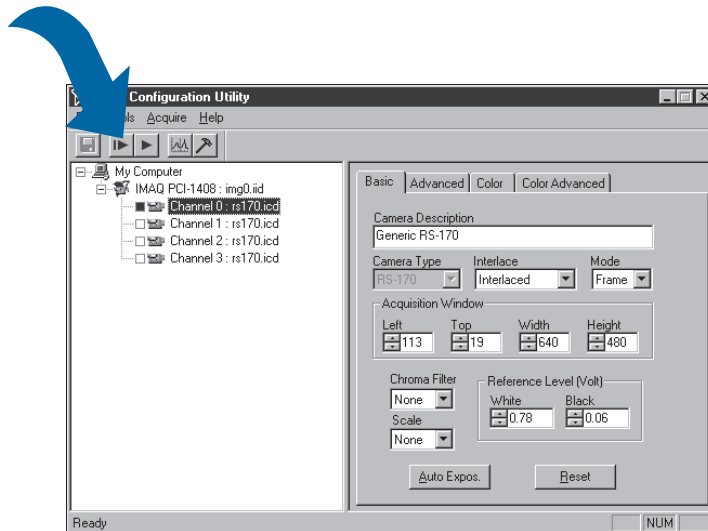 Configuration Utility
Acquire Help
My Computer
IMAQ PCI-1408 : img0.iid
Channel 0 : rs170.icd
Channel 1 : rs170.icd
Channel 2 : rs170.icd
Channel 3 : rs170.icd
Basic Advanced Color Color Advanced
Camera Description
Generic RS-170
Camera Type Interlace Mode
RS-170 Interlaced Frame
Acquisition Window
Left Top Width Height
113 19 640 480
Chroma Filter
None
Scale
None
Reference Level (Volt)
White Black
0.78 0.06
Auto Expos. Reset
Ready NUM